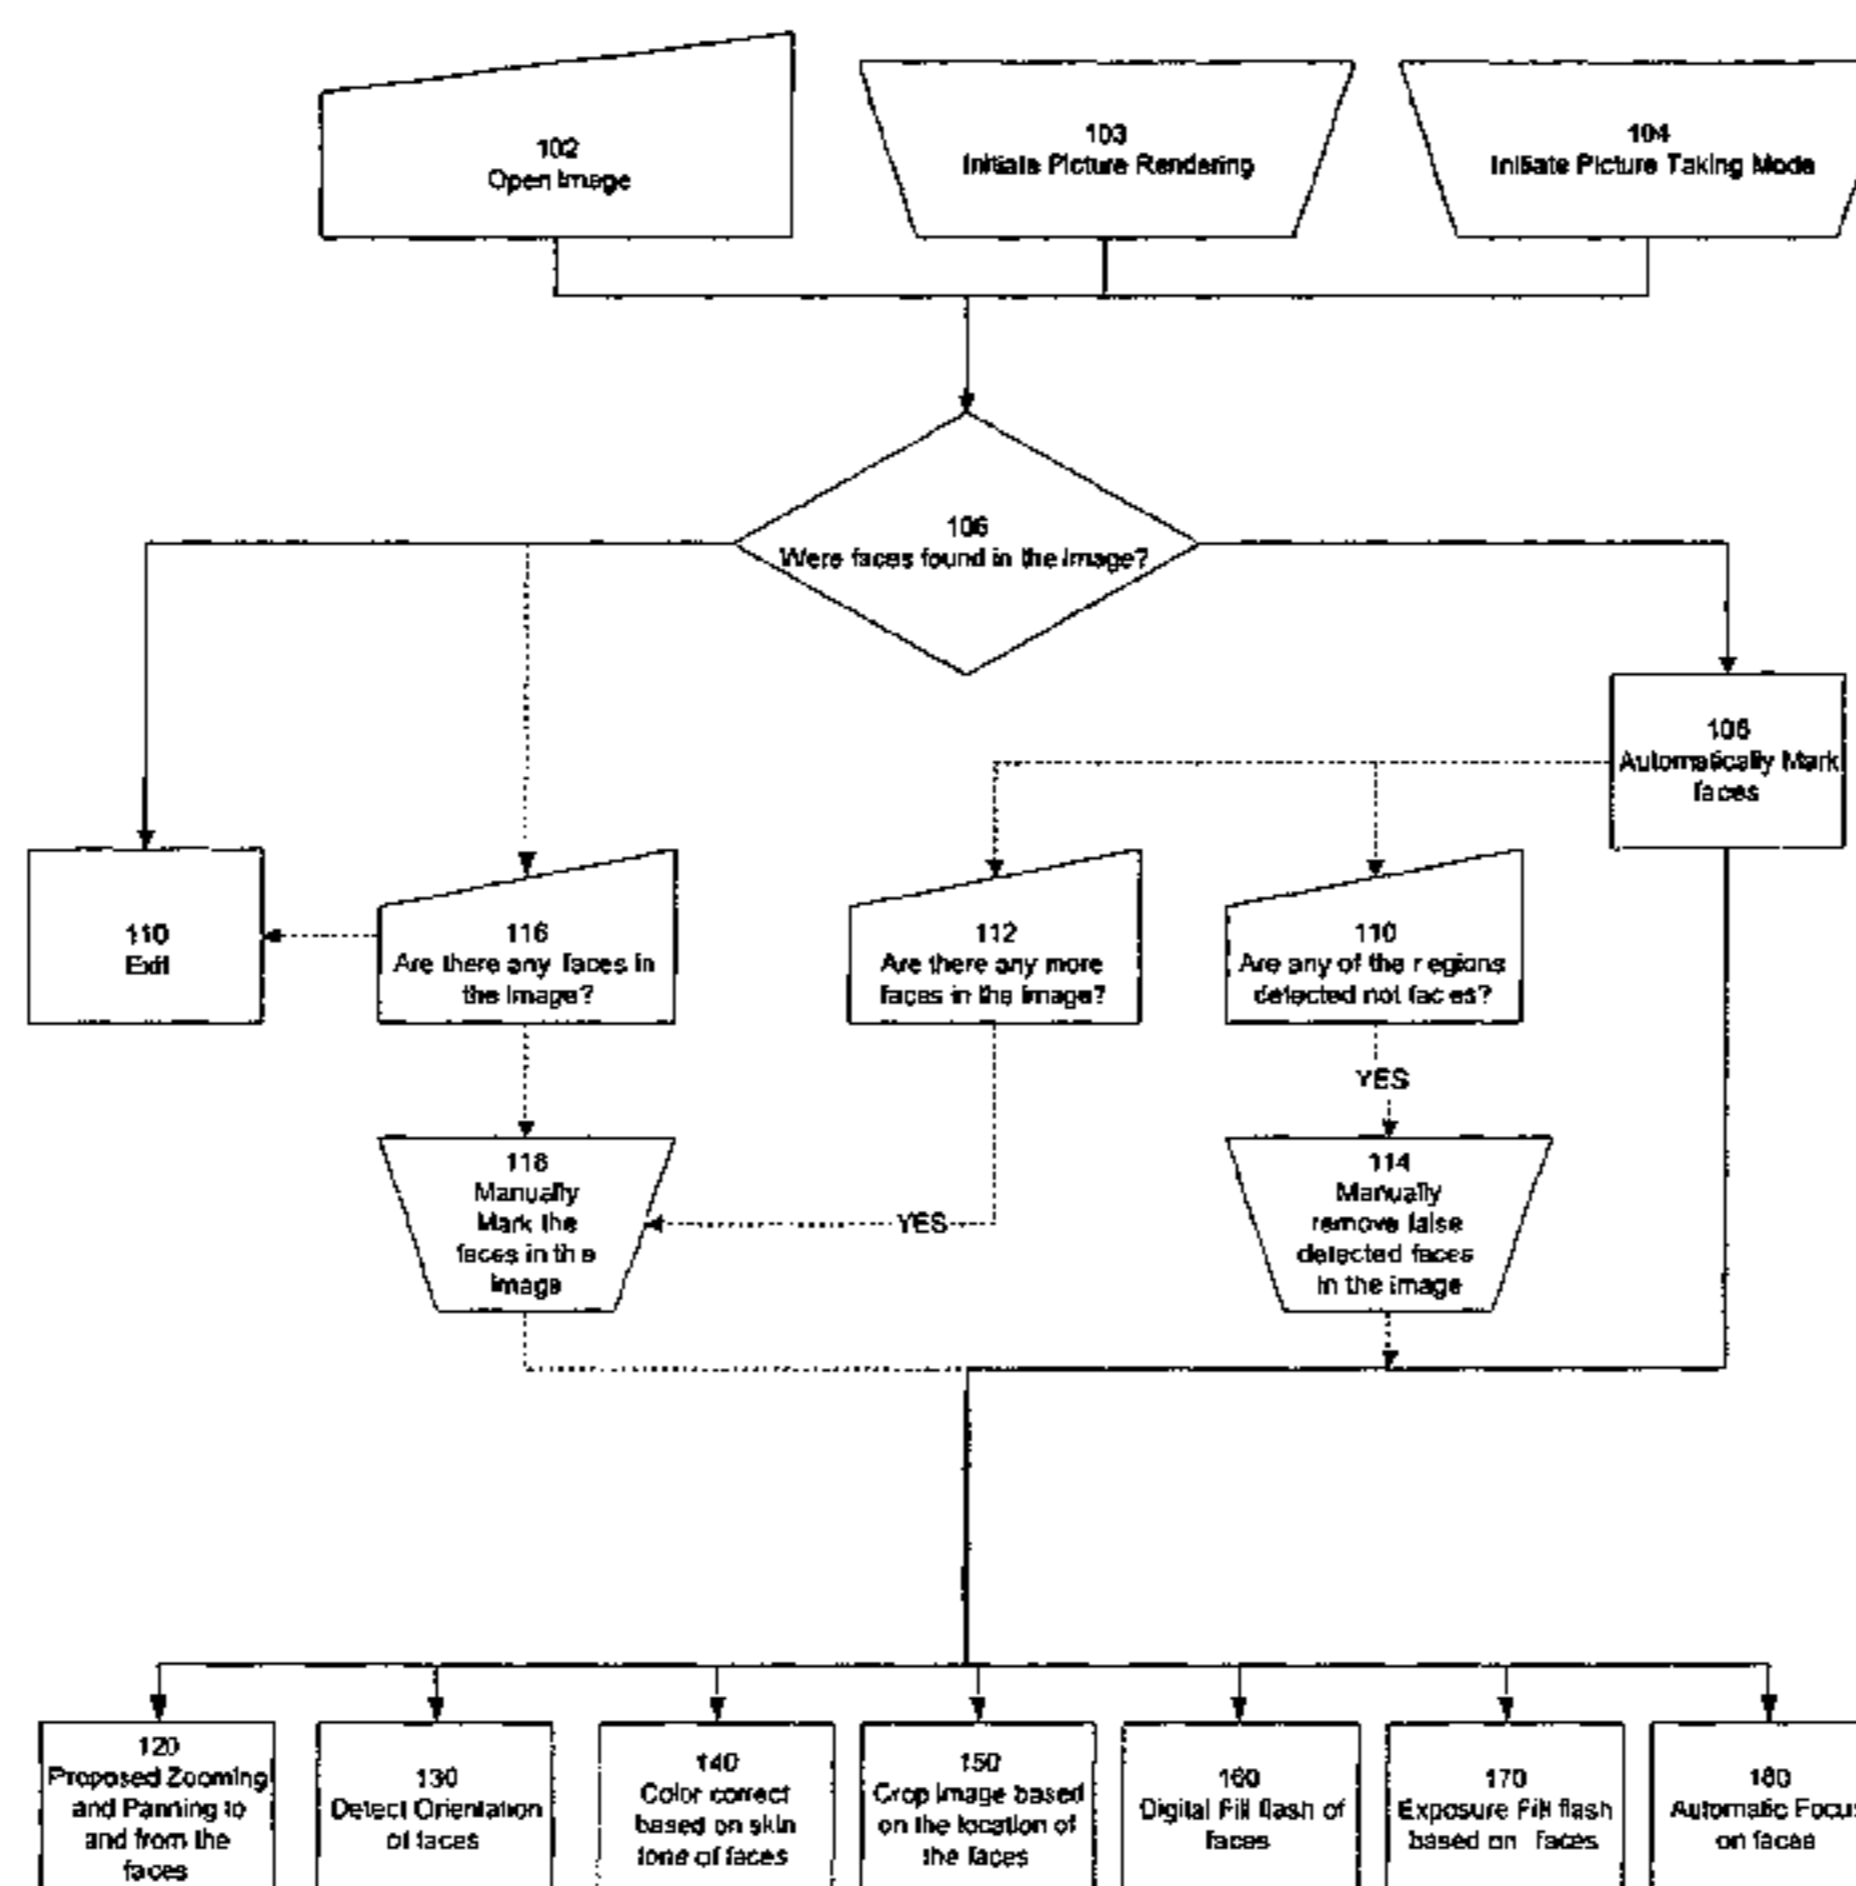 102
Open Image
103
Initiate Picture Rendering
104
Initiate Picture Taking Mode
106
Were faces found in the image?
108
Automatically Mark
faces
110
Exit
116
Are there any faces in
the image?
112
Are there any more
faces in the image?
110
Are any of the regions
detected not faces?
YES
118
Manually
Mark the
faces in the
image
YES
114
Manually
remove false
detected faces
in the image
120
Proposed Zooming
and Panning to
and from the
faces
130
Detect Orientation
of faces
140
Color correct
based on skin
tone of faces
150
Crop image based
on the location of
the faces
160
Digital Fill flash of
faces
170
Exposure Fill flash
based on faces
180
Automatic Focus
on faces